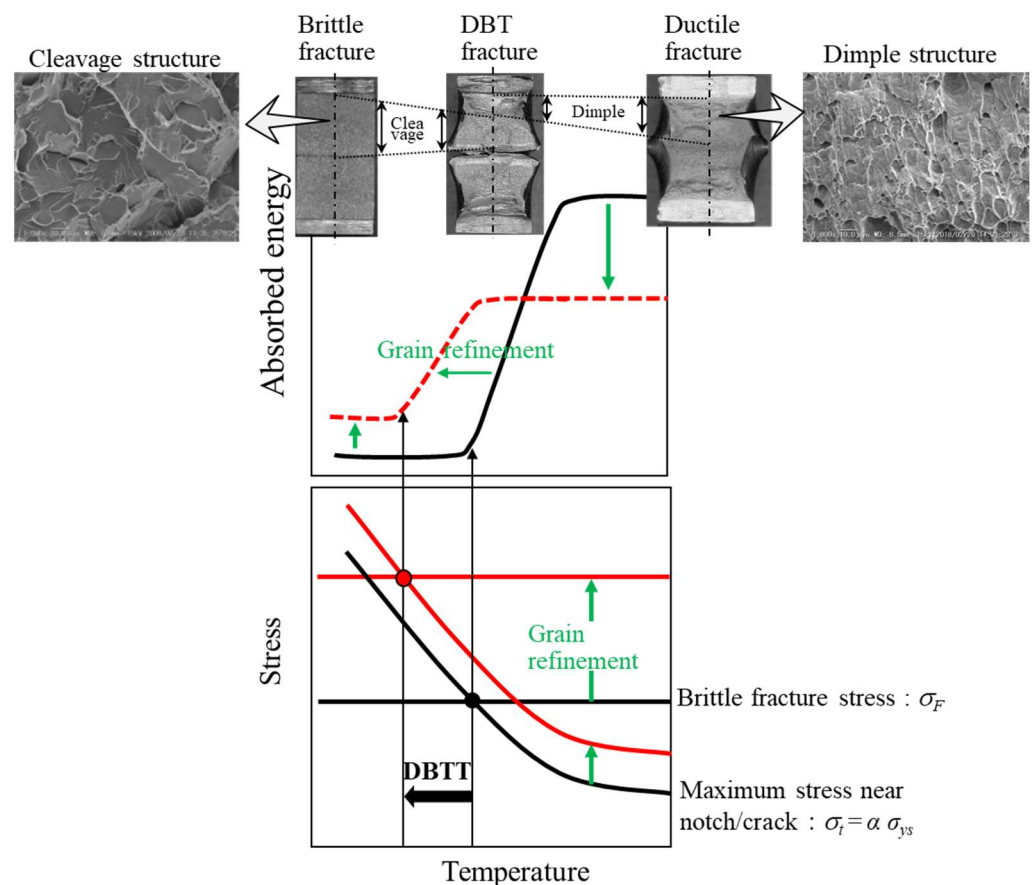 Cleavage structure
Brittle
fracture
DBT
fracture
Ductile
fracture
Dimple structure
Clea
vage
Dimple
Absorbed energy
Grain refinement
Stress
Grain
refinement
Brittle fracture stress : σF
DBTT
Maximum stress near
notch/crack : σt = α σys
Temperature